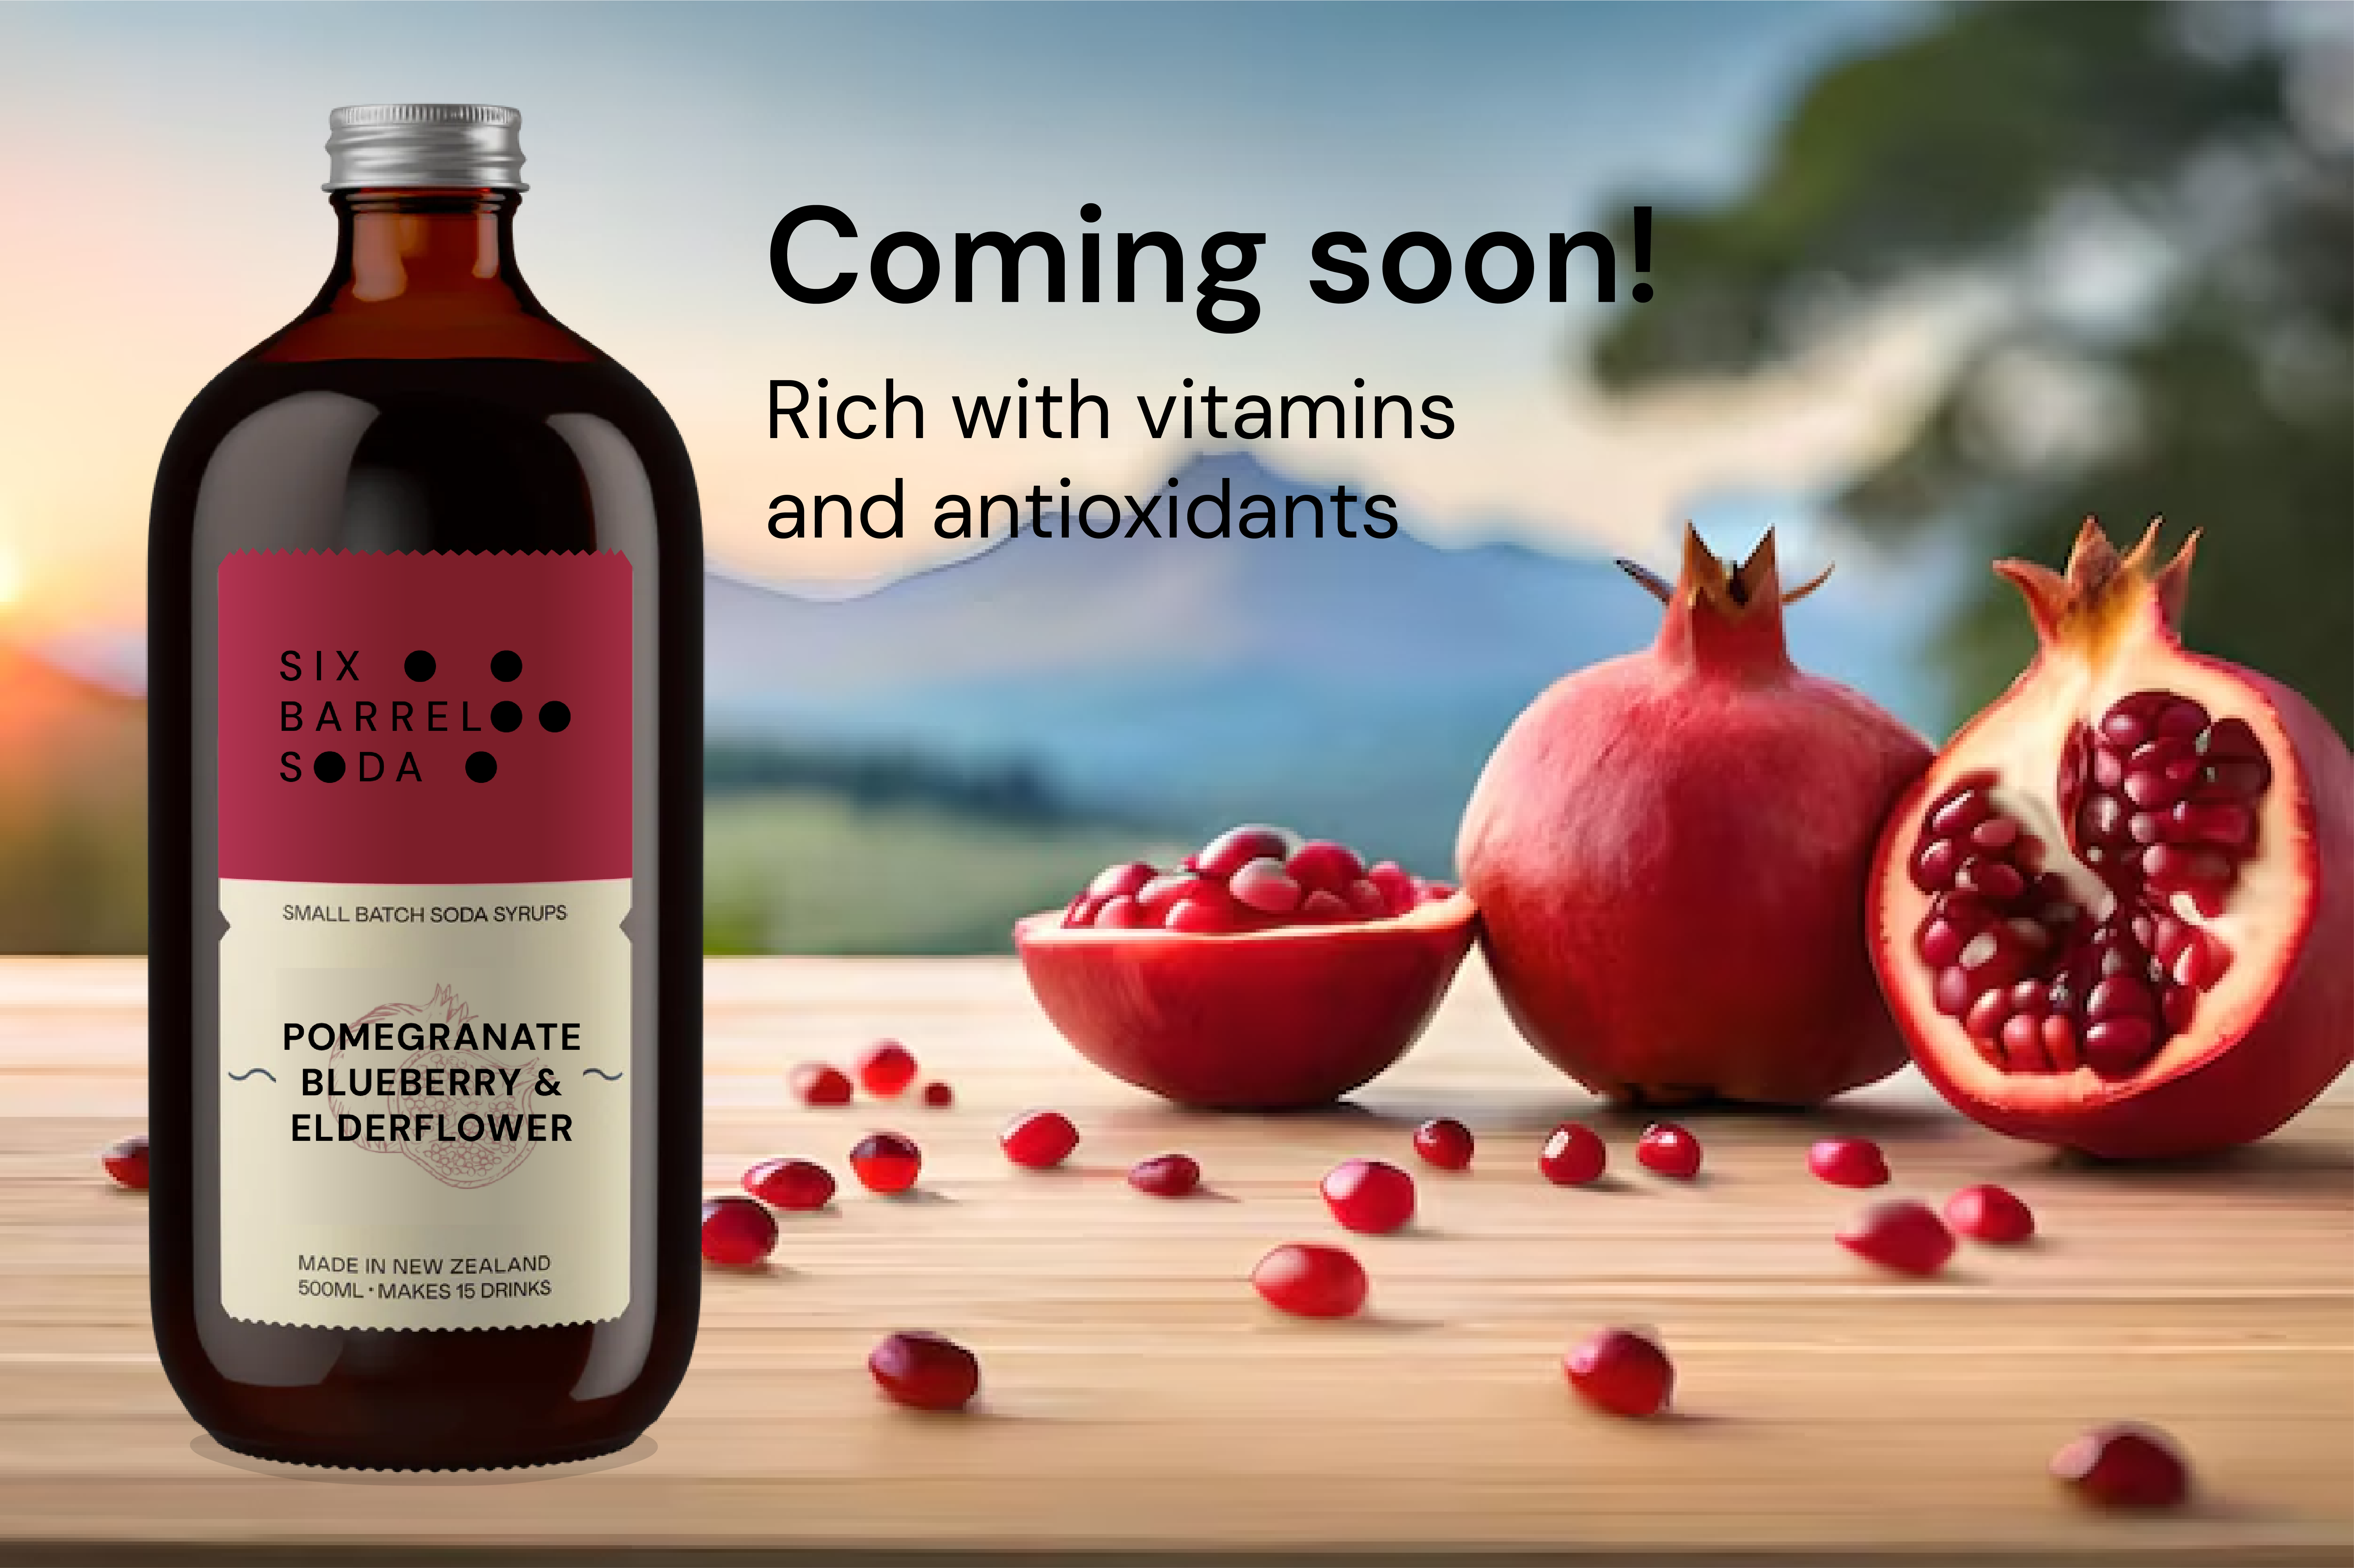 Coming soon!
Rich with vitamins
and antioxidants
SIX
BARREL
SODA
SMALL BATCH SODA SYRUPS
POMEGRANATE
BLUEBERRY &
ELDERFLOWER
MADE IN NEW ZEALAND
500ML • MAKES 15 DRINKS